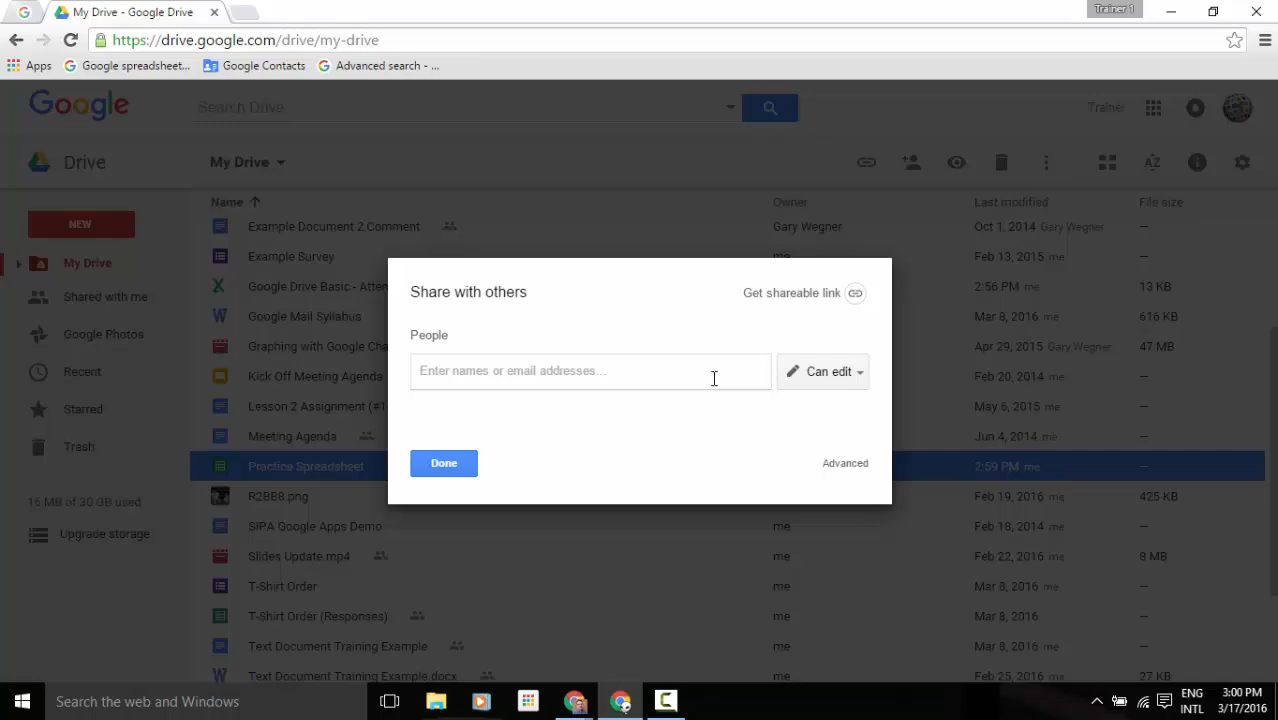 My Drive - Google Drive
Trainer 1
https://drive.google.com/drive/my-drive
Apps Google spreadsheet... Google Contacts Advanced search - ...
Google Search Drive Trainer
Drive My Drive
Name Owner Last modified File size
NEW
My Drive
Shared with me
Google Photos
Recent
Starred
Trash
16 MB of 30 GB used
Upgrade storage
Example Document 2 Comment Gary Wegner Oct 1, 2014 Gary Wegner —
Example Survey me Feb 13, 2015 me —
Google Drive Basic - Atten 2:56 PM me 13 KB
Google Mail Syllabus Mar 8, 2016 me 616 KB
Graphing with Google Cha Apr 29, 2015 Gary Wegner 47 MB
Kick Off Meeting Agenda Feb 20, 2014 me —
Lesson 2 Assignment (#1 May 6, 2015 me —
Meeting Agenda Jun 4, 2014 me —
Practice Spreadsheet 2:59 PM me —
R2BB8.png Feb 19, 2016 me 425 KB
SIPA Google Apps Demo me Feb 18, 2014 me —
Slides Update.mp4 me Feb 22, 2016 me 8 MB
T-Shirt Order me Mar 8, 2016 me —
T-Shirt Order (Responses) me Mar 8, 2016 me —
Text Document Training Example me Mar 8, 2016 me —
Text Document Training Example.docx me Feb 25, 2016 me 27 KB
Share with others Get shareable link
People
Enter names or email addresses... Can edit
Done Advanced
Search the web and Windows
ENG
INTL
3:00 PM
3/17/2016